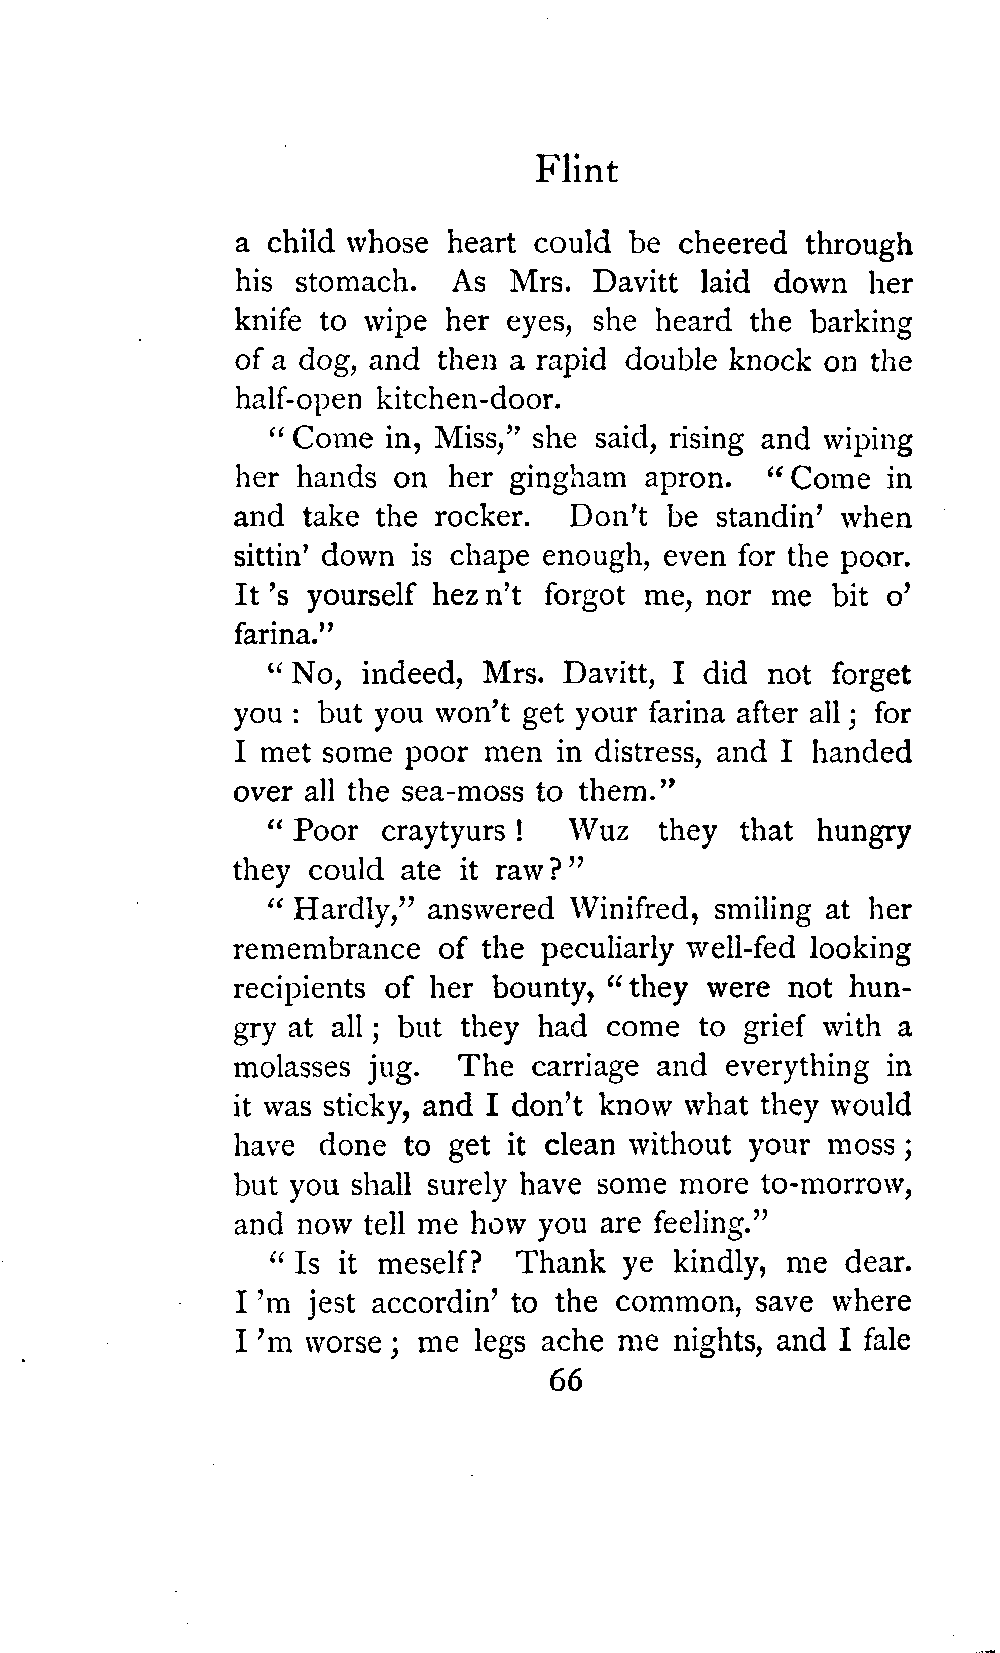 Flint
a child whose heart could be cheered through
his stomach. As Mrs. Davitt laid down her
knife to wipe her eyes, she heard the barking
of a dog, and then a rapid double knock on the
half-open kitchen-door.
"Come in, Miss," she said, rising and wiping
her hands on her gingham apron. "Come in
and take the rocker. Don't be standin' when
sittin' down is chape enough, even for the poor.
It 's yourself hez n't forgot me, nor me bit o'
farina."
"No, indeed, Mrs. Davitt, I did not forget
you : but you won't get your farina after all ; for
I met some poor men in distress, and I handed
over all the sea-moss to them."
"Poor craytyurs ! Wuz they that hungry
they could ate it raw?"
"Hardly," answered Winifred, smiling at her
remembrance of the peculiarly well-fed looking
recipients of her bounty, "they were not hun-
gry at all ; but they had come to grief with a
molasses jug. The carriage and everything in
it was sticky, and I don't know what they would
have done to get it clean without your moss ;
but you shall surely have some more to-morrow,
and now tell me how you are feeling."
"Is it meself? Thank ye kindly, me dear.
I 'm jest accordin' to the common, save where
I 'm worse ; me legs ache me nights, and I fale
66